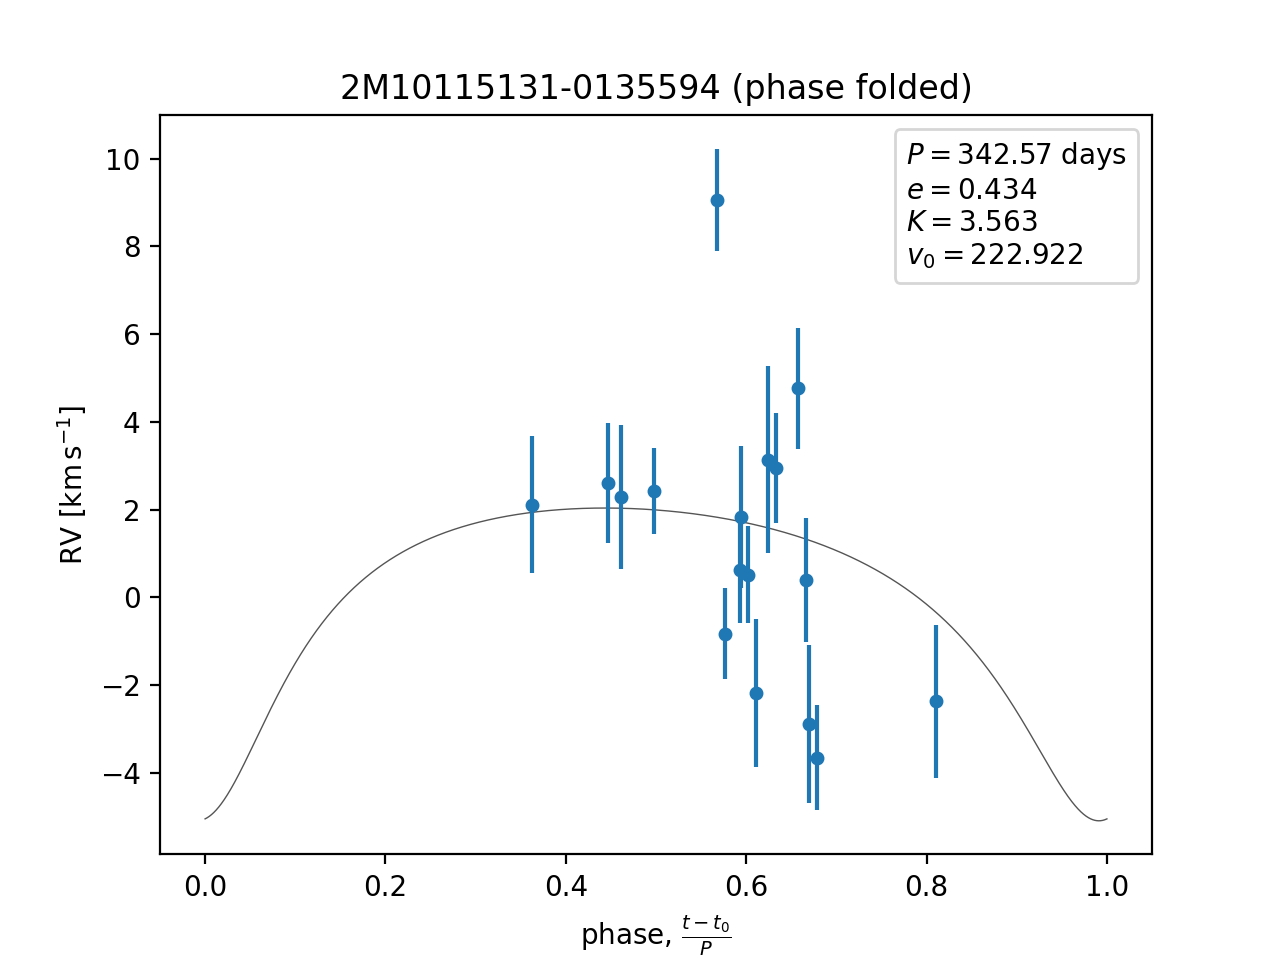 2M10115131-0135594 (phase folded)
P = 342.57 days
e = 0.434
K = 3.563
v₀ = 222.922
10
8
6
4
2
0
−2
−4
RV [km s⁻¹]
0.0 0.2 0.4 0.6 0.8 1.0
phase, (t − t₀)/P